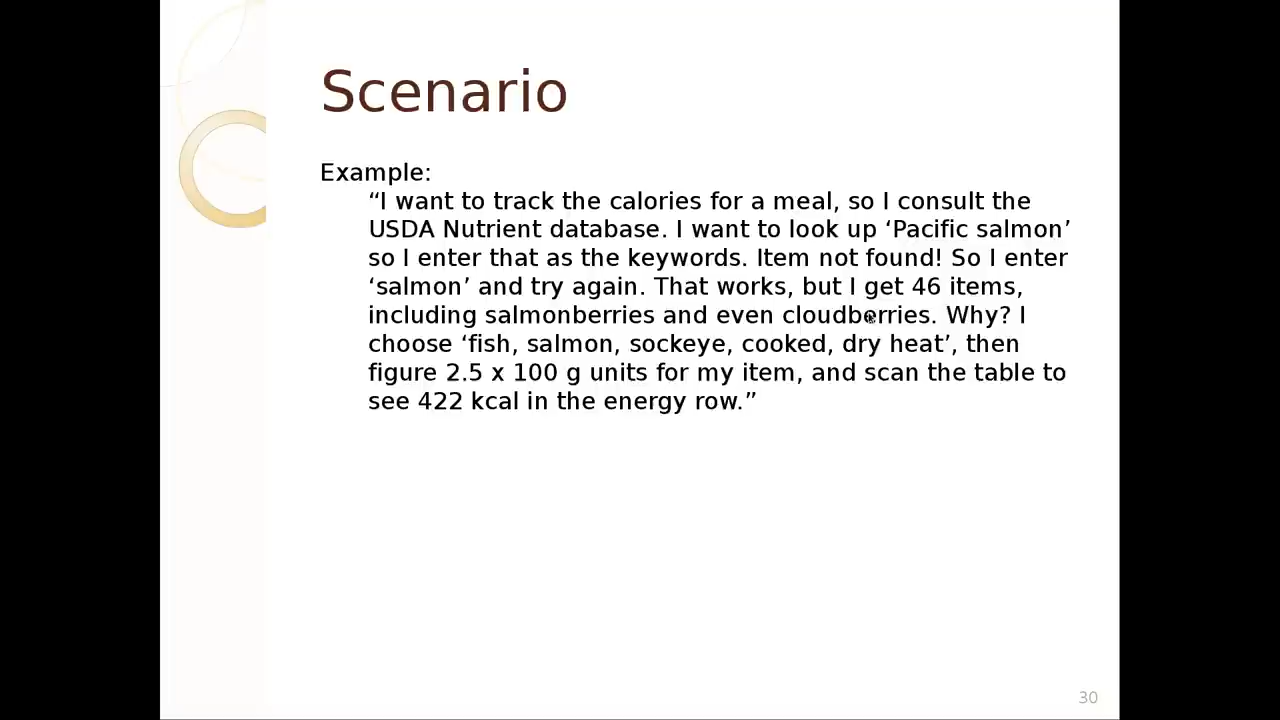 Scenario
Example:
“I want to track the calories for a meal, so I consult the
USDA Nutrient database. I want to look up ‘Pacific salmon’
so I enter that as the keywords. Item not found! So I enter
‘salmon’ and try again. That works, but I get 46 items,
including salmonberries and even cloudberries. Why? I
choose ‘fish, salmon, sockeye, cooked, dry heat’, then
figure 2.5 x 100 g units for my item, and scan the table to
see 422 kcal in the energy row.”
30